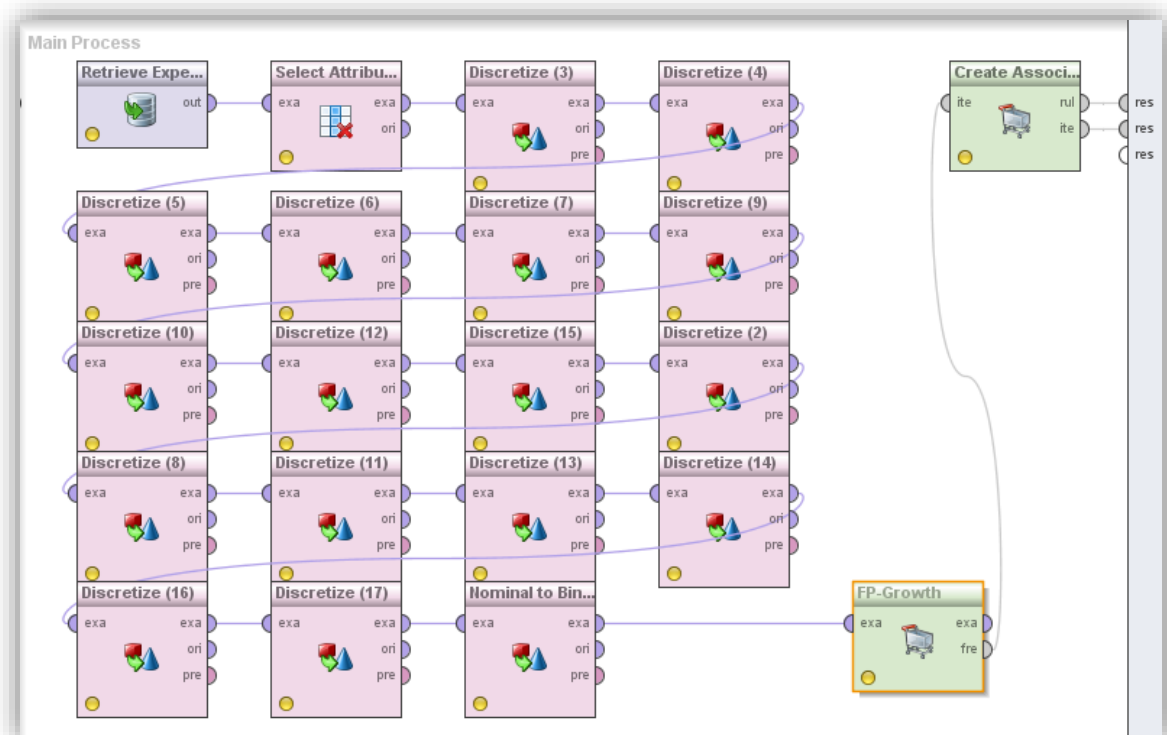 Main Process
Retrieve Expe... Select Attribu... Discretize (3) Discretize (4) Create Associ...
out exa exa exa exa exa exa ite rul res
ori ori ori ite res
pre pre res
Discretize (5) Discretize (6) Discretize (7) Discretize (9)
exa exa exa exa exa exa exa exa
ori ori ori ori
pre pre pre pre
Discretize (10) Discretize (12) Discretize (15) Discretize (2)
exa exa exa exa exa exa exa exa
ori ori ori ori
pre pre pre pre
Discretize (8) Discretize (11) Discretize (13) Discretize (14)
exa exa exa exa exa exa exa exa
ori ori ori ori
pre pre pre pre
Discretize (16) Discretize (17) Nominal to Bin... FP-Growth
exa exa exa exa exa exa exa exa
ori ori ori fre
pre pre pre